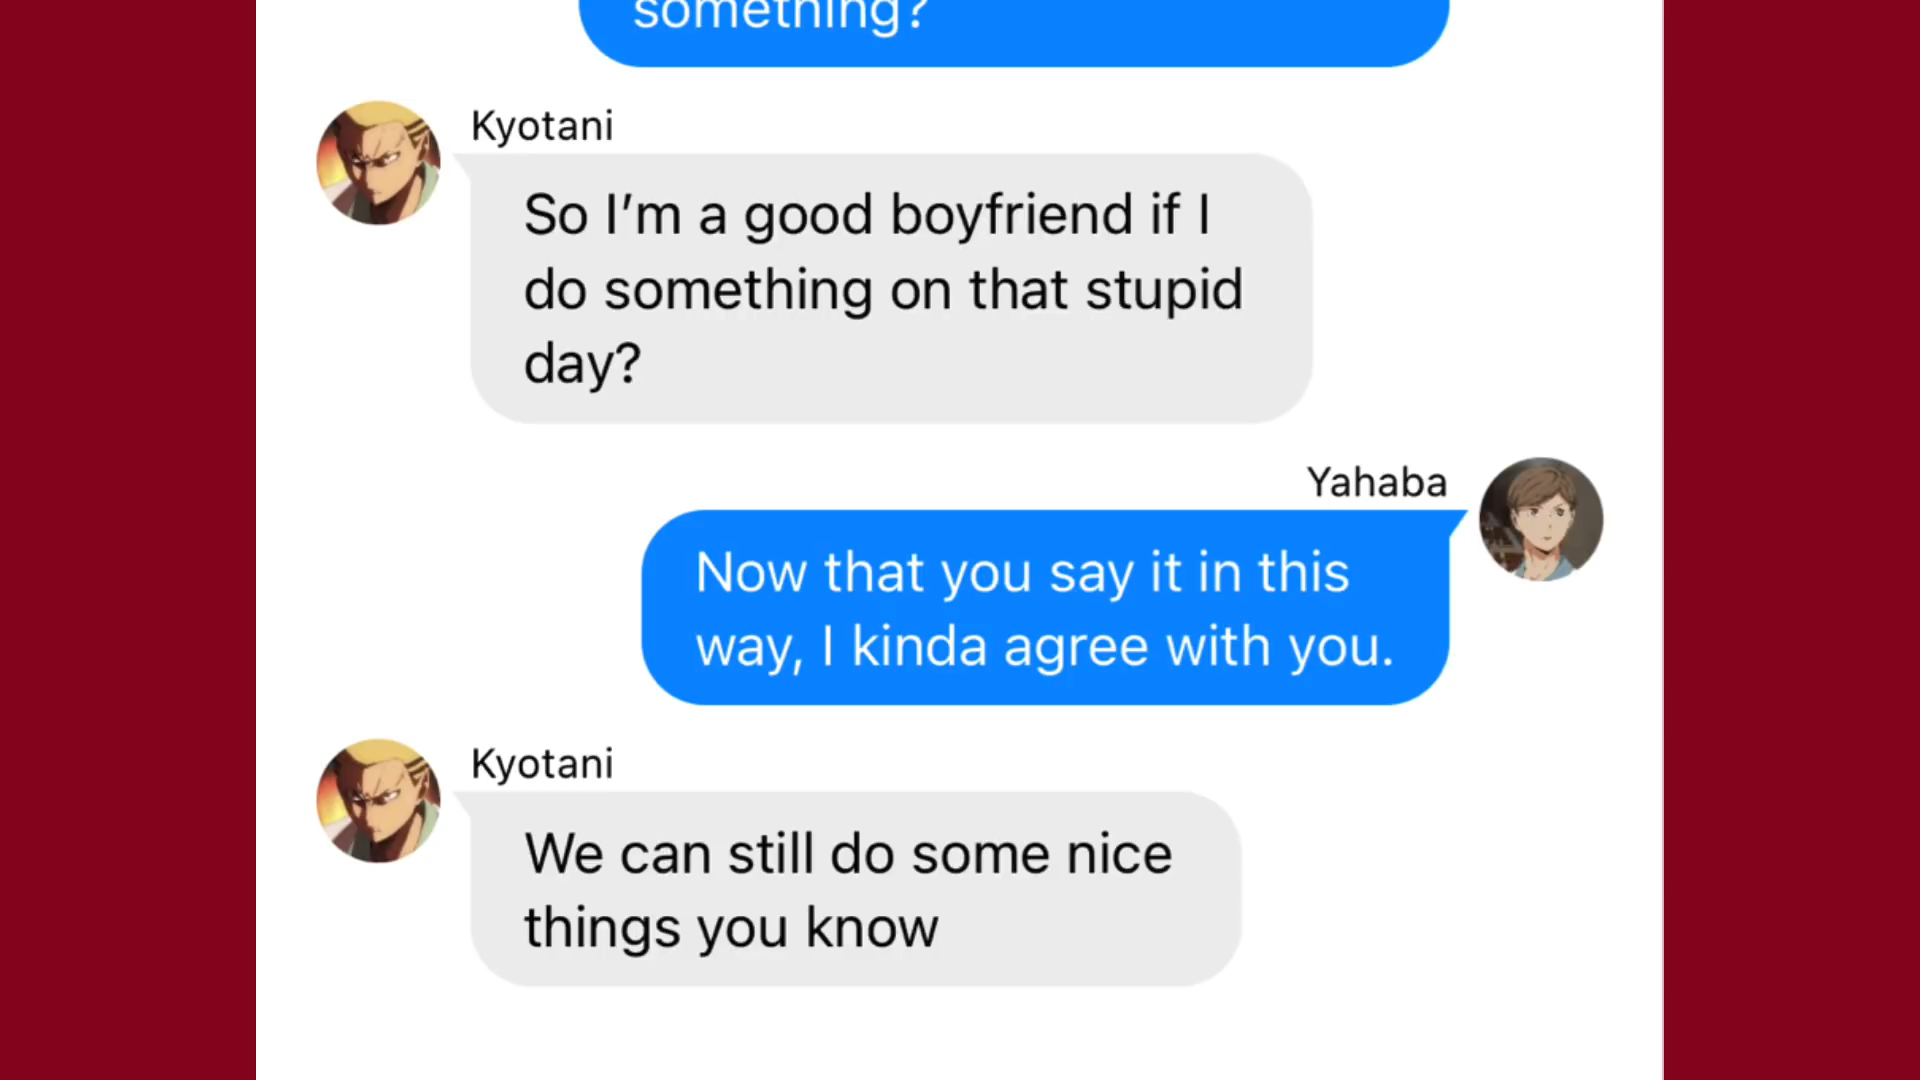 something?
Kyotani
So I'm a good boyfriend if I
do something on that stupid
day?
Yahaba
Now that you say it in this
way, I kinda agree with you.
Kyotani
We can still do some nice
things you know